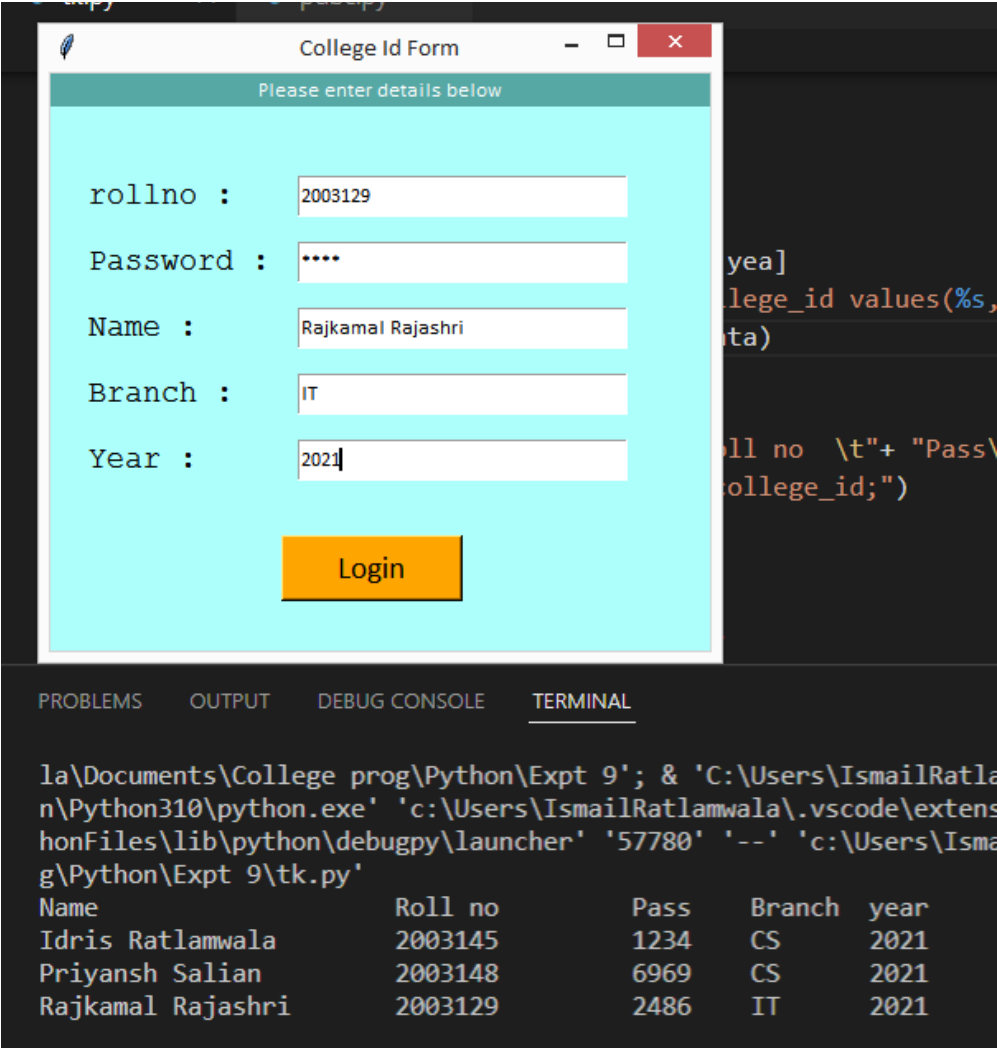 College Id Form
Please enter details below
rollno : 2003129
Password : ••••
Name : Rajkamal Rajashri
Branch : IT
Year : 2021
Login
yea]
llege_id values(%s,
ta)
ll no \t"+ "Pass\
ollege_id;")
PROBLEMS OUTPUT DEBUG CONSOLE TERMINAL
la\Documents\College prog\Python\Expt 9'; & 'C:\Users\IsmailRatla
n\Python310\python.exe' 'c:\Users\IsmailRatlamwala\.vscode\extens
honFiles\lib\python\debugpy\launcher' '57780' '--' 'c:\Users\Isma
g\Python\Expt 9\tk.py'
Name Roll no Pass Branch year
Idris Ratlamwala 2003145 1234 CS 2021
Priyansh Salian 2003148 6969 CS 2021
Rajkamal Rajashri 2003129 2486 IT 2021